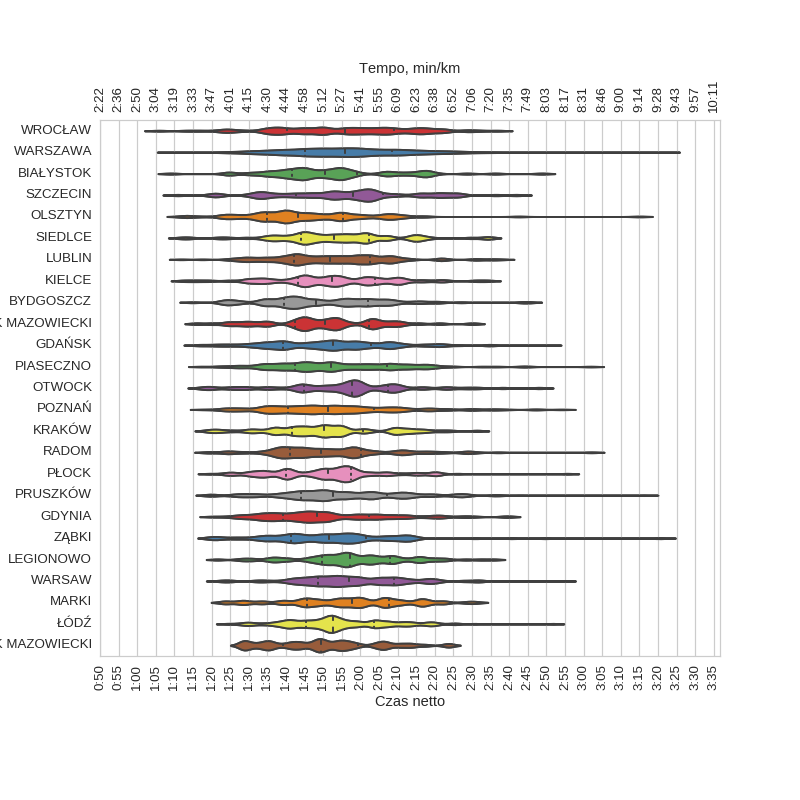 Tempo, min/km
2:22 2:36 2:50 3:04 3:19 3:33 3:47 4:01 4:15 4:30 4:44 4:58 5:12 5:27 5:41 5:55 6:09 6:23 6:38 6:52 7:06 7:20 7:35 7:49 8:03 8:17 8:31 8:46 9:00 9:14 9:28 9:43 9:57 10:11
WROCŁAW
WARSZAWA
BIAŁYSTOK
SZCZECIN
OLSZTYN
SIEDLCE
LUBLIN
KIELCE
BYDGOSZCZ
K MAZOWIECKI
GDAŃSK
PIASECZNO
OTWOCK
POZNAŃ
KRAKÓW
RADOM
PŁOCK
PRUSZKÓW
GDYNIA
ZĄBKI
LEGIONOWO
WARSAW
MARKI
ŁÓDŹ
K MAZOWIECKI
0:50 0:55 1:00 1:05 1:10 1:15 1:20 1:25 1:30 1:35 1:40 1:45 1:50 1:55 2:00 2:05 2:10 2:15 2:20 2:25 2:30 2:35 2:40 2:45 2:50 2:55 3:00 3:05 3:10 3:15 3:20 3:25 3:30 3:35
Czas netto